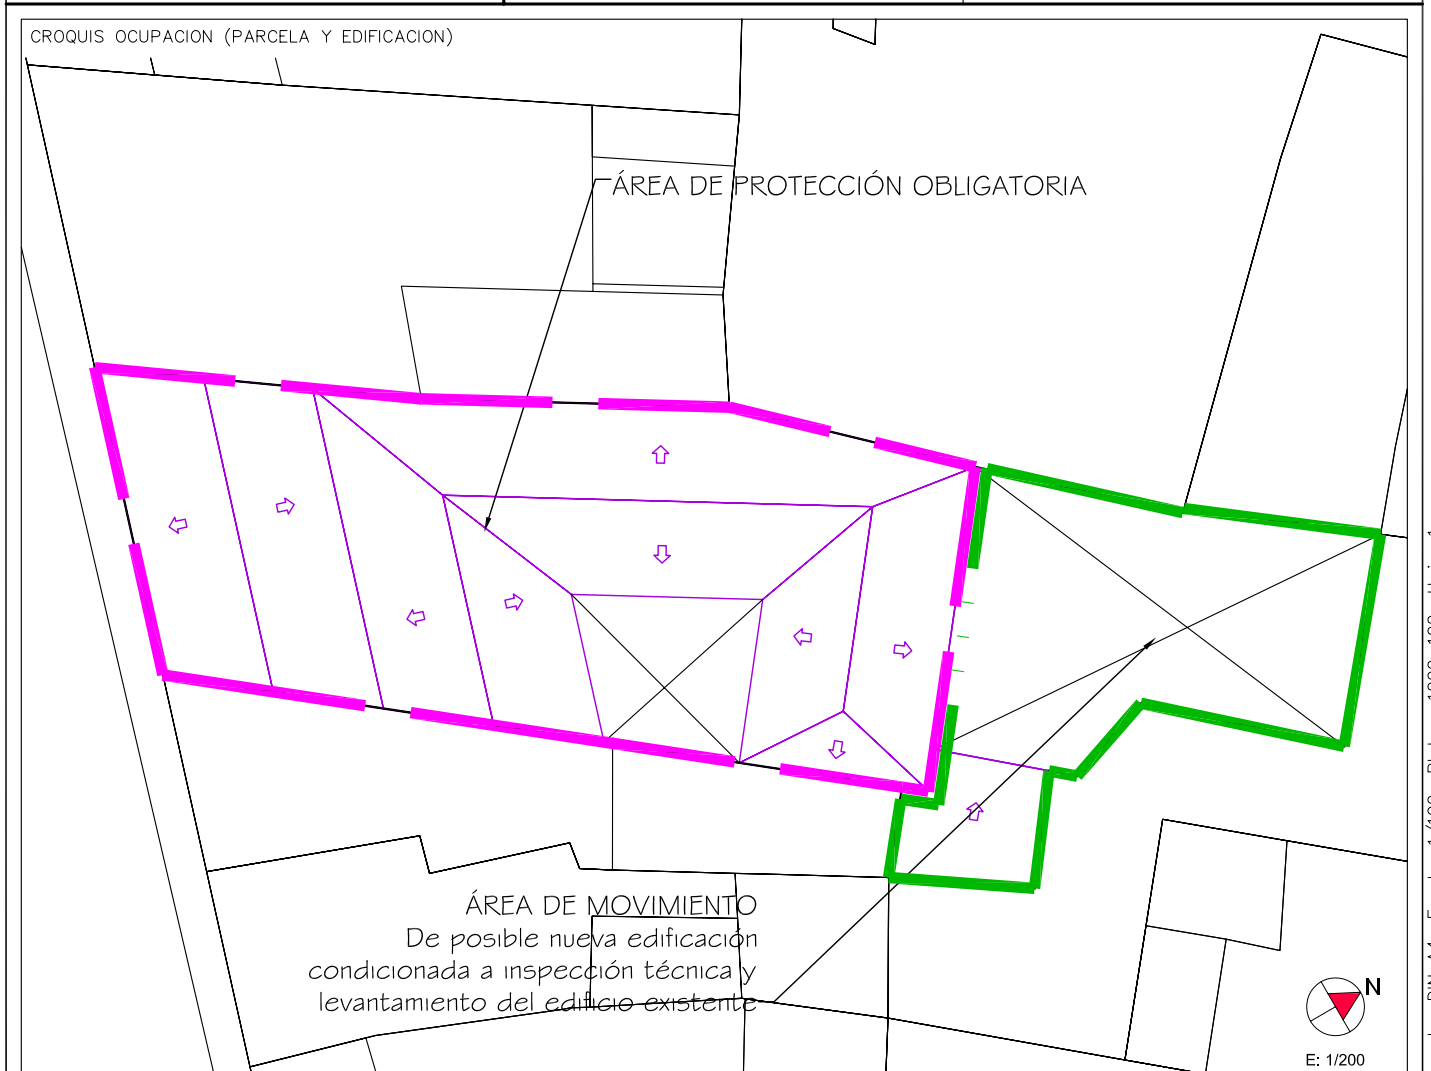 CROQUIS OCUPACION (PARCELA Y EDIFICACION)
ÁREA DE PROTECCIÓN OBLIGATORIA
ÁREA DE MOVIMIENTO
De posible nueva edificación
condicionada a inspección técnica y
levantamiento del edificio existente
N
E: 1/200